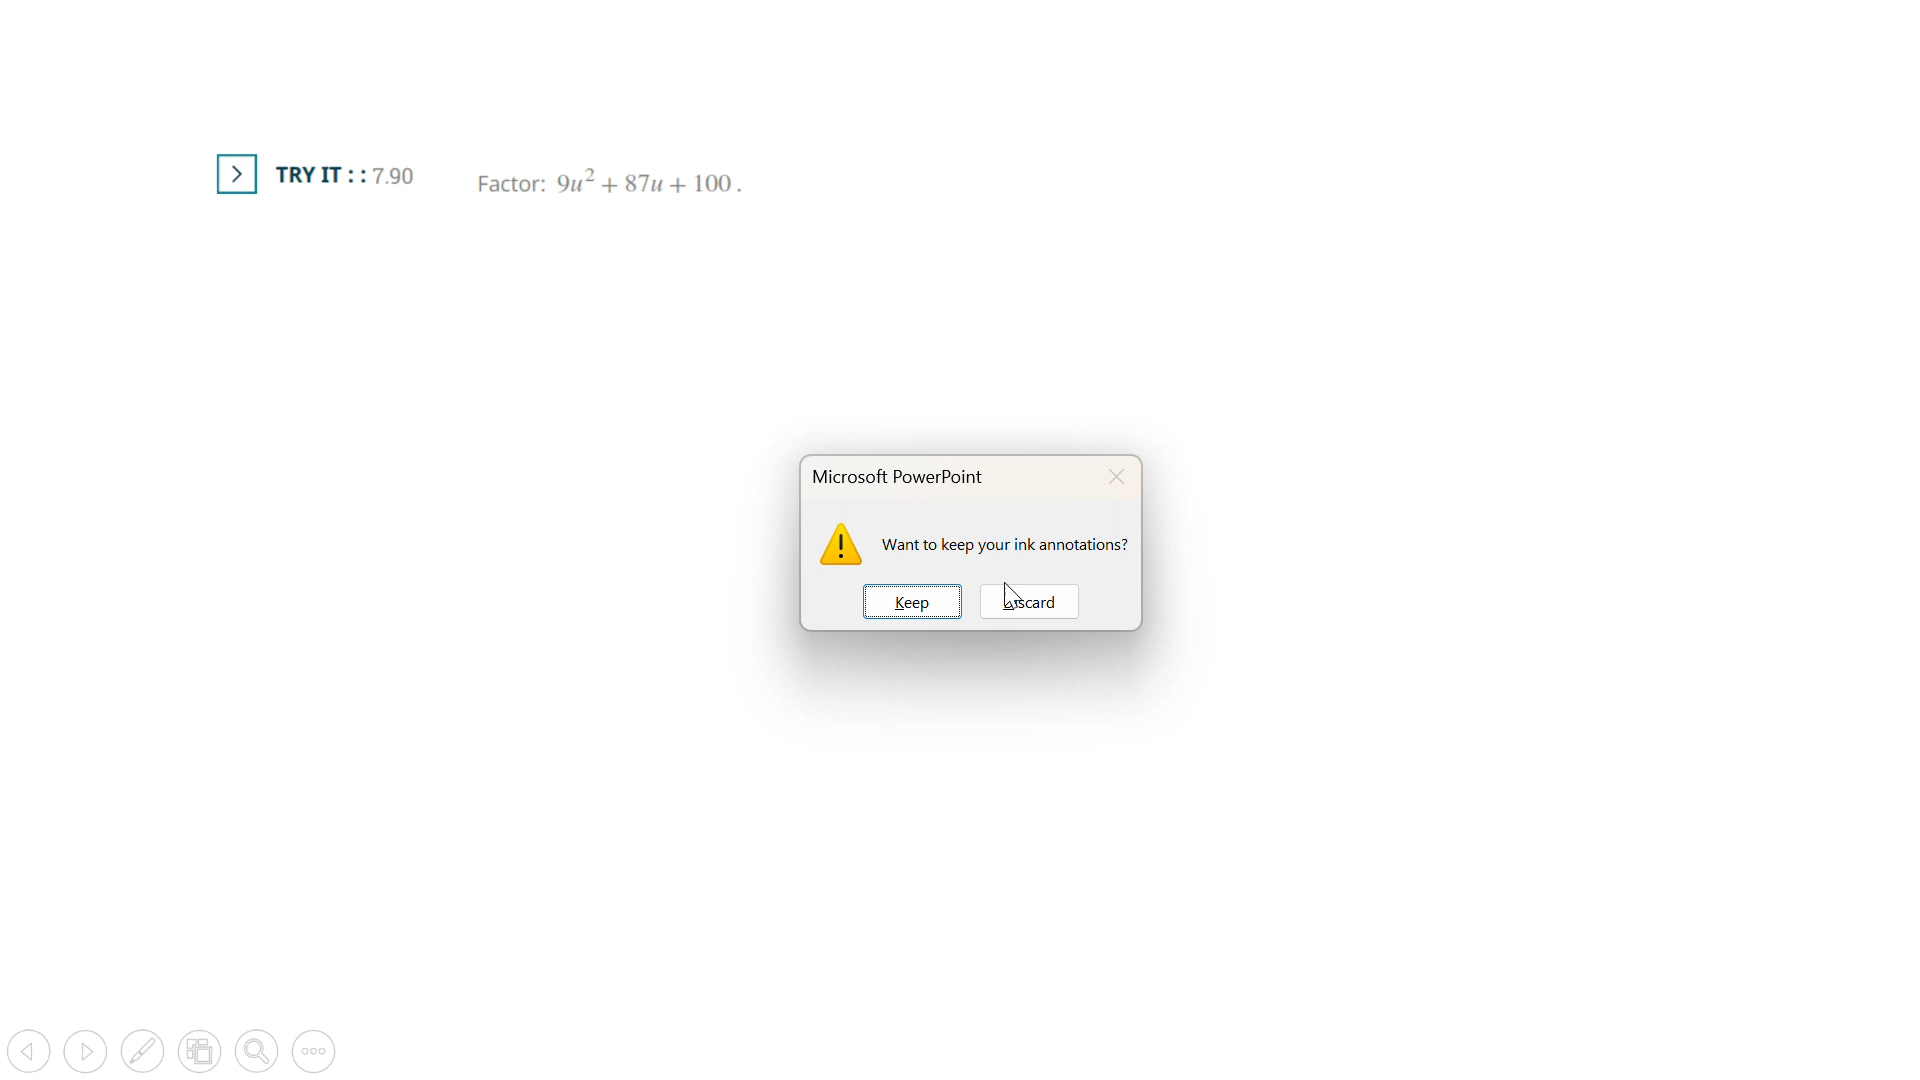 TRY IT : : 7.90 Factor: 9u² + 87u + 100 .
Microsoft PowerPoint
Want to keep your ink annotations?
Keep